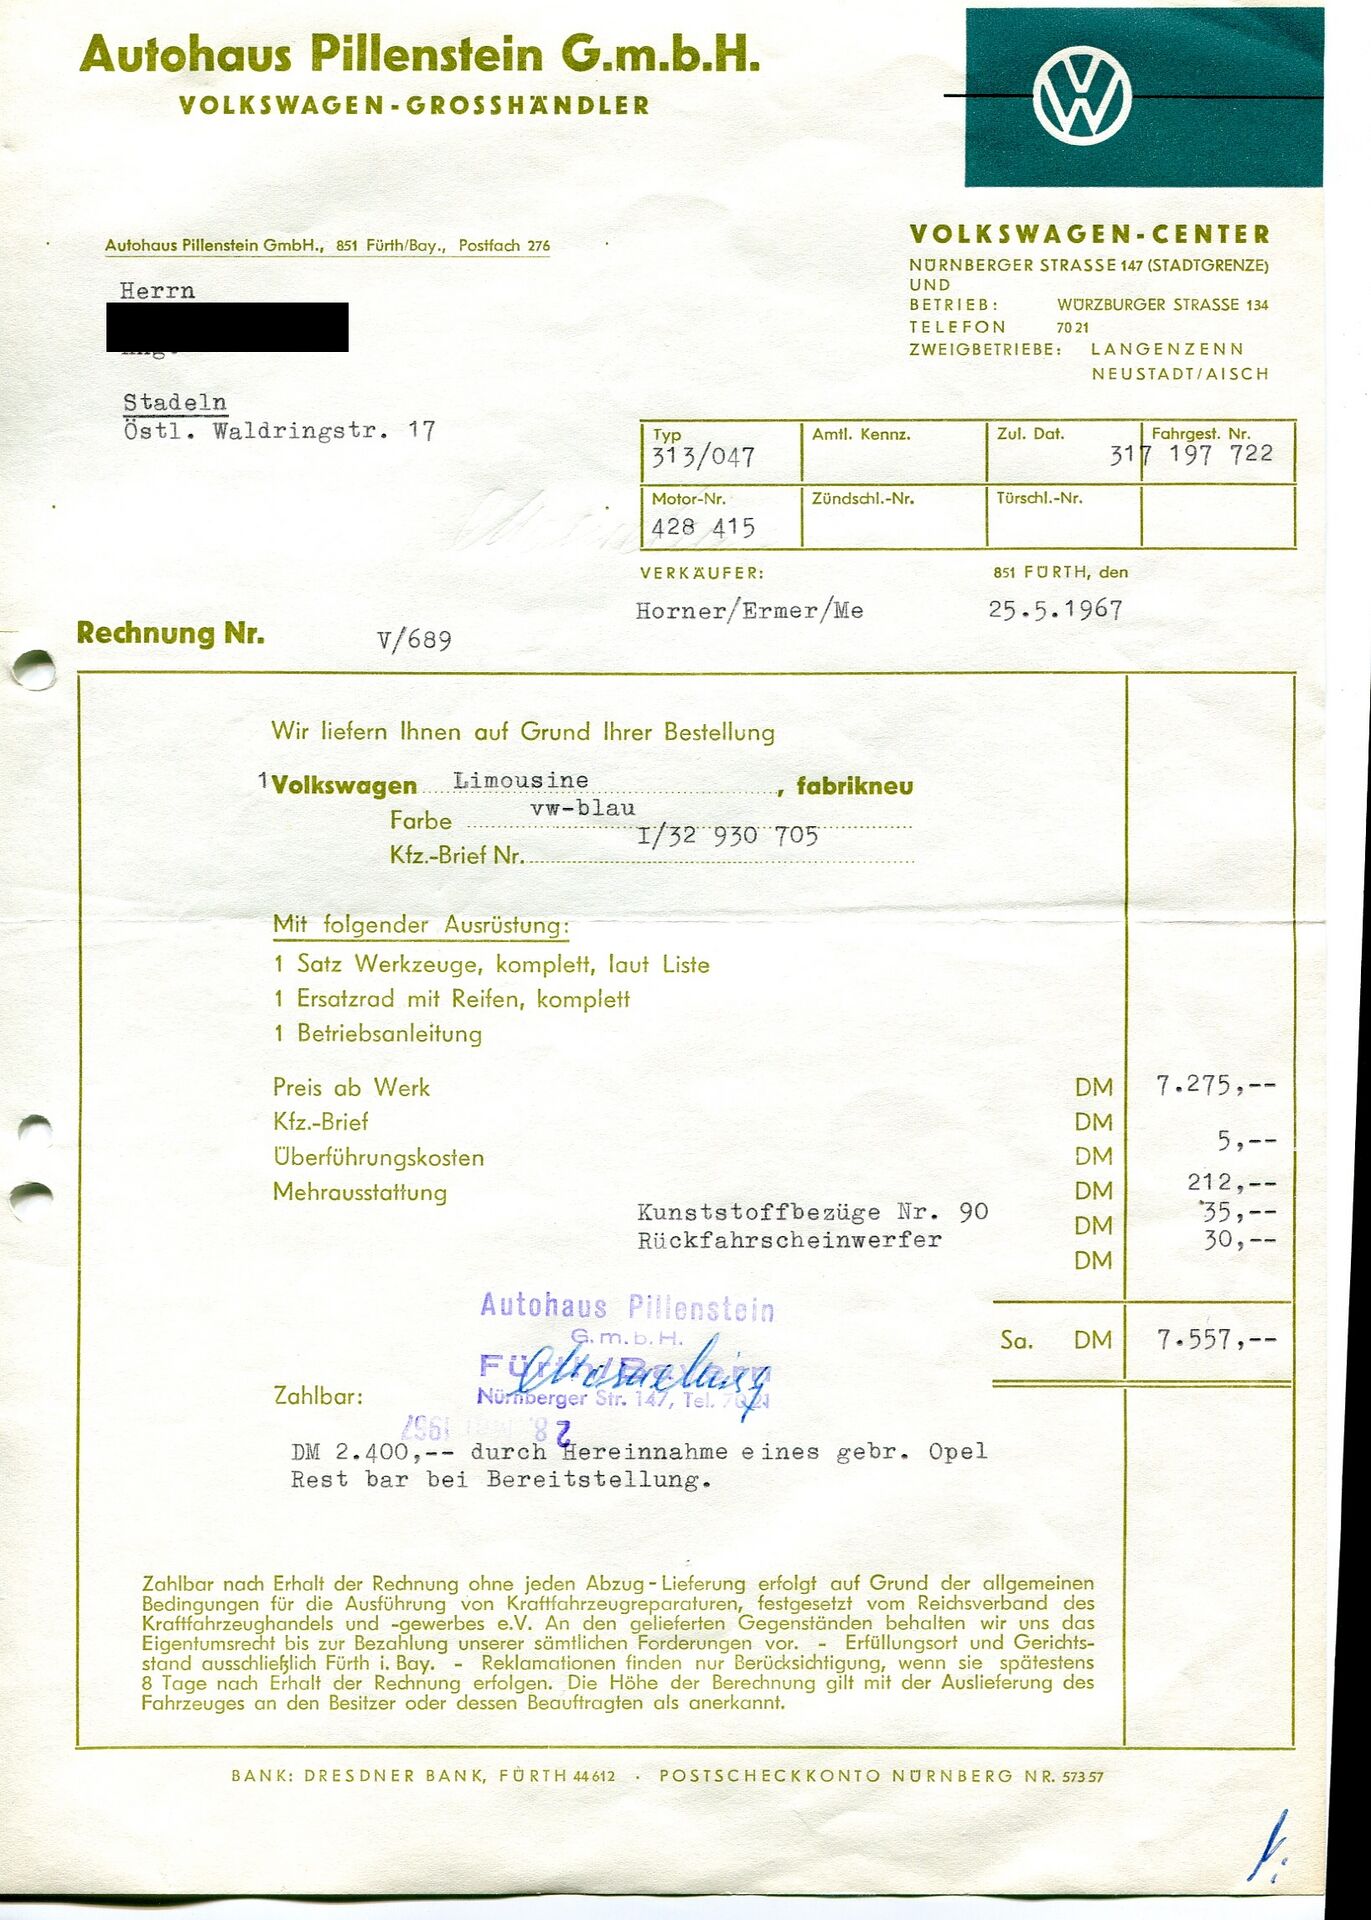 Autohaus Pillenstein G.m.b.H.
VOLKSWAGEN-GROSSHÄNDLER
VW
Autohaus Pillenstein GmbH., 851 Fürth/Bay., Postfach 276
VOLKSWAGEN-CENTER
NÜRNBERGER STRASSE 147 (STADTGRENZE)
UND
BETRIEB: WÜRZBURGER STRASSE 134
TELEFON 70 21
ZWEIGBETRIEBE: LANGENZENN
NEUSTADT/AISCH
Herrn
Stadeln
Östl. Waldringstr. 17
Typ Amtl. Kennz. Zul. Dat. Fahrgest. Nr.
313/047 317 197 722
Motor-Nr. Zündschl.-Nr. Türschl.-Nr.
428 415
VERKÄUFER: 851 FÜRTH, den
Horner/Ermer/Me 25.5.1967
Rechnung Nr. V/689
Wir liefern Ihnen auf Grund Ihrer Bestellung
1 Volkswagen Limousine, fabrikneu
Farbe vw-blau
Kfz.-Brief Nr. I/32 930 705
Mit folgender Ausrüstung:
1 Satz Werkzeuge, komplett, laut Liste
1 Ersatzrad mit Reifen, komplett
1 Betriebsanleitung
Preis ab Werk DM 7.275,--
Kfz.-Brief DM 5,--
Überführungskosten DM 212,--
Mehrausstattung DM
Kunststoffbezüge Nr. 90 DM 35,--
Rückfahrscheinwerfer DM 30,--
Autohaus Pillenstein
G.m.b.H.
Fürth/Bayern
Nürnberger Str. 147, Tel. 70 21
Sa. DM 7.557,--
Zahlbar:
DM 2.400,-- durch Hereinnahme eines gebr. Opel
Rest bar bei Bereitstellung.
Zahlbar nach Erhalt der Rechnung ohne jeden Abzug - Lieferung erfolgt auf Grund der allgemeinen
Bedingungen für die Ausführung von Kraftfahrzeugreparaturen, festgesetzt vom Reichsverband des
Kraftfahrzeughandels und -gewerbes e.V. An den gelieferten Gegenständen behalten wir uns das
Eigentumsrecht bis zur Bezahlung unserer sämtlichen Forderungen vor. - Erfüllungsort und Gerichts-
stand ausschließlich Fürth i. Bay. - Reklamationen finden nur Berücksichtigung, wenn sie spätestens
8 Tage nach Erhalt der Rechnung erfolgen. Die Höhe der Berechnung gilt mit der Auslieferung des
Fahrzeuges an den Besitzer oder dessen Beauftragten als anerkannt.
BANK: DRESDNER BANK, FÜRTH 44612 · POSTSCHECKKONTO NÜRNBERG NR. 573 57